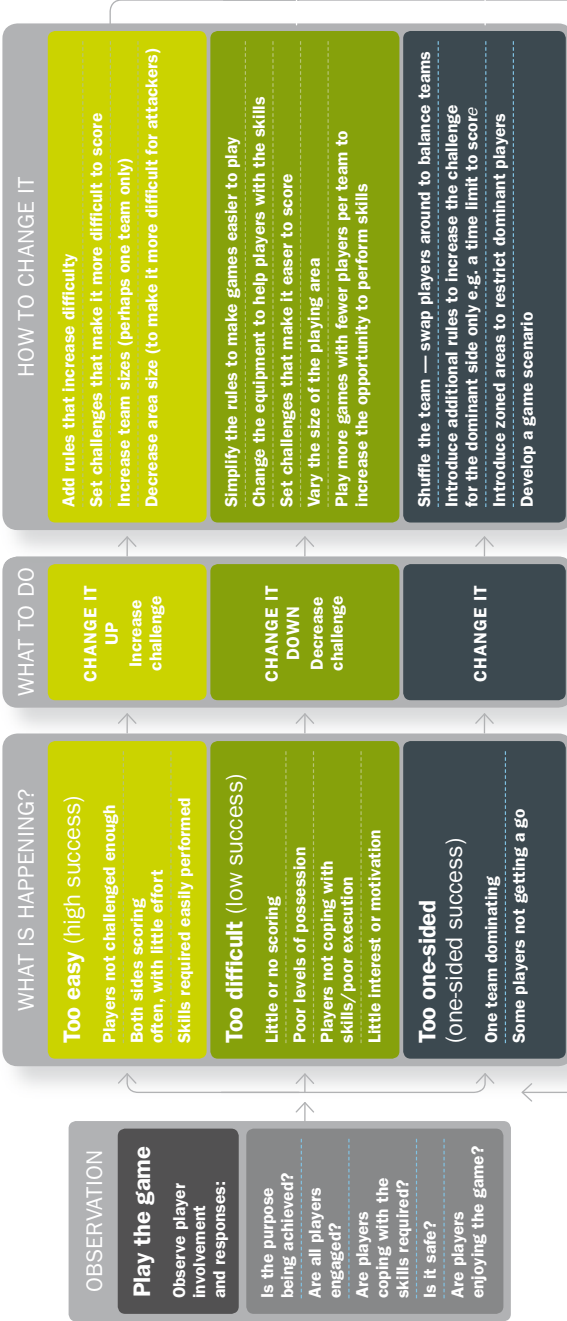 OBSERVATION
Play the game
Observe player
involvement
and responses:
Is the purpose
being achieved?
Are all players
engaged?
Are players
coping with the
skills required?
Is it safe?
Are players
enjoying the game?
WHAT IS HAPPENING?
Too easy (high success)
Players not challenged enough
Both sides scoring
often, with little effort
Skills required easily performed
Too difficult (low success)
Little or no scoring
Poor levels of possession
Players not coping with
skills/poor execution
Little interest or motivation
Too one-sided
(one-sided success)
One team dominating
Some players not getting a go
WHAT TO DO
CHANGE IT
UP
Increase
challenge
CHANGE IT
DOWN
Decrease
challenge
CHANGE IT
HOW TO CHANGE IT
Add rules that increase difficulty
Set challenges that make it more difficult to score
Increase team sizes (perhaps one team only)
Decrease area size (to make it more difficult for attackers)
Simplify the rules to make games easier to play
Change the equipment to help players with the skills
Set challenges that make it easier to score
Vary the size of the playing area
Play more games with fewer players per team to
increase the opportunity to perform skills
Shuffle the team — swap players around to balance teams
Introduce additional rules to increase the challenge
for the dominant side only e.g. a time limit to score
Introduce zoned areas to restrict dominant players
Develop a game scenario